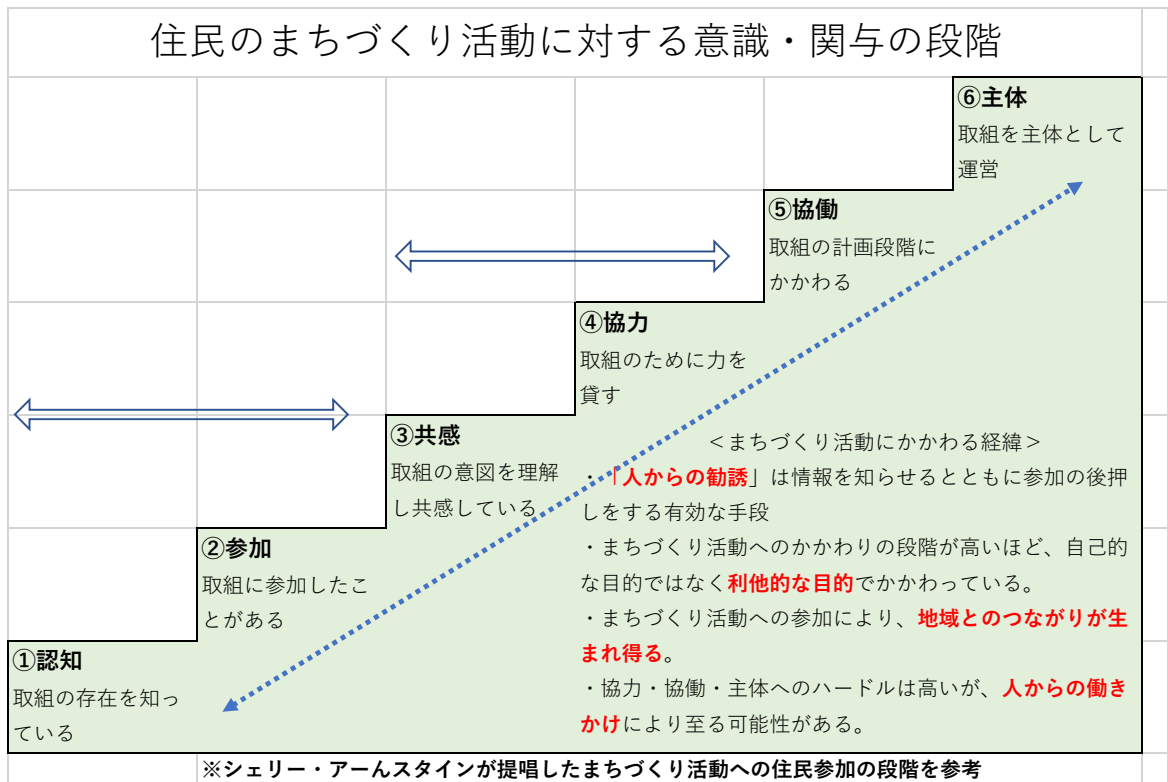 住民のまちづくり活動に対する意識・関与の段階
⑥主体
取組を主体として
運営
⑤協働
取組の計画段階に
かかわる
④協力
取組のために力を
貸す
③共感
取組の意図を理解
し共感している
②参加
取組に参加したこ
とがある
①認知
取組の存在を知っ
ている
<まちづくり活動にかかわる経緯>
・「人からの勧誘」は情報を知らせるとともに参加の後押
しをする有効な手段
・まちづくり活動へのかかわりの段階が高いほど、自己的
な目的ではなく利他的な目的でかかわっている。
・まちづくり活動への参加により、地域とのつながりが生
まれ得る。
・協力・協働・主体へのハードルは高いが、人からの働き
かけにより至る可能性がある。
※シェリー・アーんスタインが提唱したまちづくり活動への住民参加の段階を参考